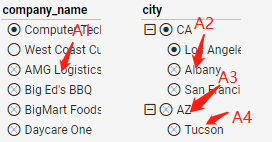 company_name city
Compute Tech CA A2
West Coast Cu Los Angele
AMG Logistics Albany
Big Ed's BBQ San Franci A3
BigMart Foods AZ A4
Daycare One Tucson